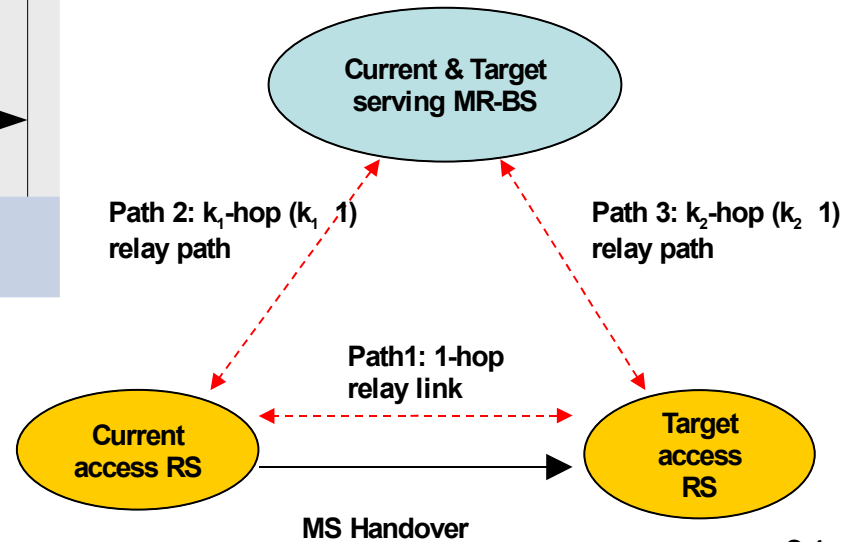 Current & Target
serving MR-BS
Path 2: k₁-hop (k₁ 1)
relay path
Path 3: k₂-hop (k₂ 1)
relay path
Path1: 1-hop
relay link
Current
access RS
Target
access
RS
MS Handover